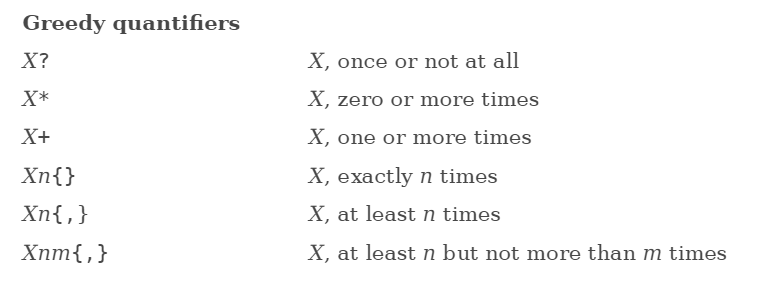 Greedy quantifiers
X? X, once or not at all
X* X, zero or more times
X+ X, one or more times
Xn{} X, exactly n times
Xn{,} X, at least n times
Xnm{,} X, at least n but not more than m times